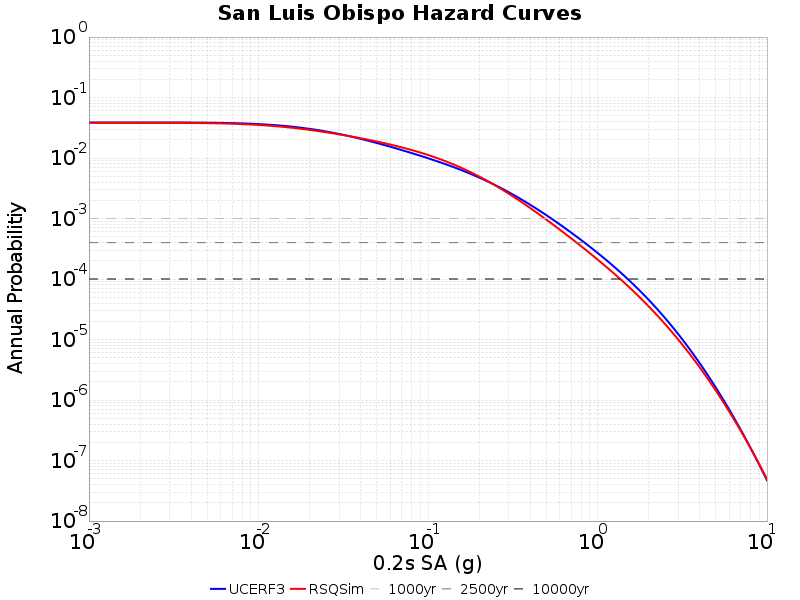 San Luis Obispo Hazard Curves
10^0
10^-1
10^-2
10^-3
10^-4
10^-5
10^-6
10^-7
10^-8
Annual Probabilitiy
10^-3 10^-2 10^-1 10^0 10^1
0.2s SA (g)
UCERF3 RSQSim 1000yr 2500yr 10000yr